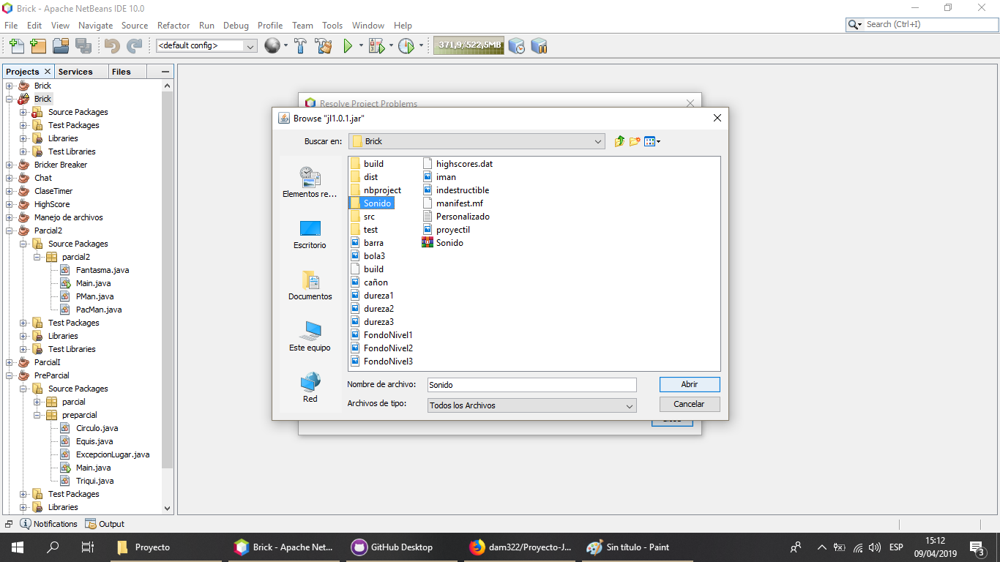 Brick - Apache NetBeans IDE 10.0
File Edit View Navigate Source Refactor Run Debug Profile Team Tools Window Help
Search (Ctrl+I)
<default config>
371,9/522,5MB
Projects Services Files
Brick
Brick
Source Packages
Test Packages
Libraries
Test Libraries
Bricker Breaker
Chat
ClaseTimer
HighScore
Manejo de archivos
Parcial2
Source Packages
parcial2
Fantasma.java
Main.java
PMan.java
PacMan.java
Test Packages
Libraries
Test Libraries
ParcialI
PreParcial
Source Packages
parcial
preparcial
Circulo.java
Equis.java
ExcepcionLugar.java
Main.java
Triqui.java
Test Packages
Libraries
Resolve Project Problems
Browse "jl1.0.1.jar"
Buscar en: Brick
Elementos re...
Escritorio
Documentos
Este equipo
Red
build
dist
nbproject
Sonido
src
test
barra
bola3
build
cañon
dureza1
dureza2
dureza3
FondoNivel1
FondoNivel2
FondoNivel3
highscores.dat
iman
indestructible
manifest.mf
Personalizado
proyectil
Sonido
Nombre de archivo: Sonido Abrir
Archivos de tipo: Todos los Archivos Cancelar
Notifications Output
Proyecto
Brick - Apache Net...
GitHub Desktop
dam322/Proyecto-J...
Sin título - Paint
ESP
15:12
09/04/2019
3